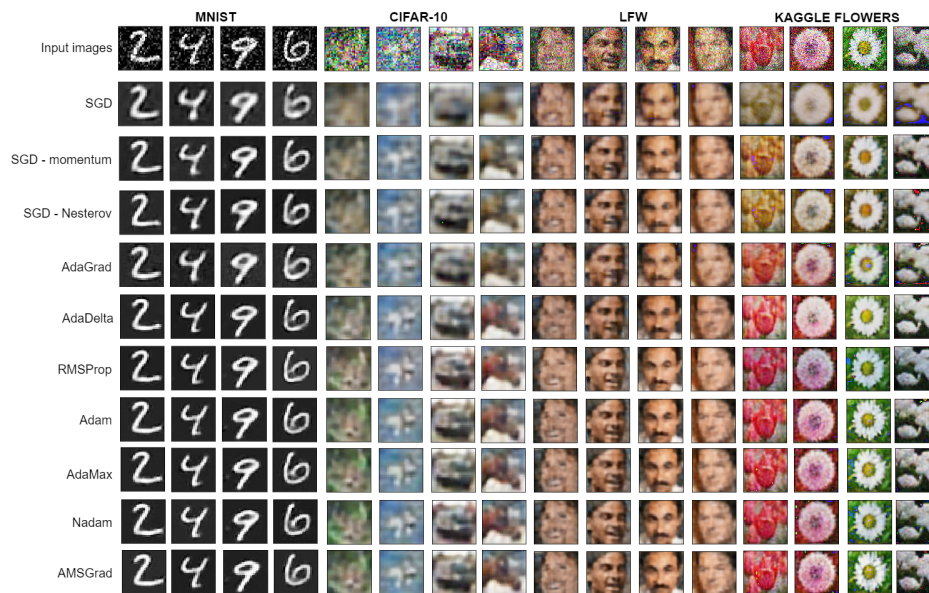 MNIST CIFAR-10 LFW KAGGLE FLOWERS
Input images
SGD
SGD - momentum
SGD - Nesterov
AdaGrad
AdaDelta
RMSProp
Adam
AdaMax
Nadam
AMSGrad